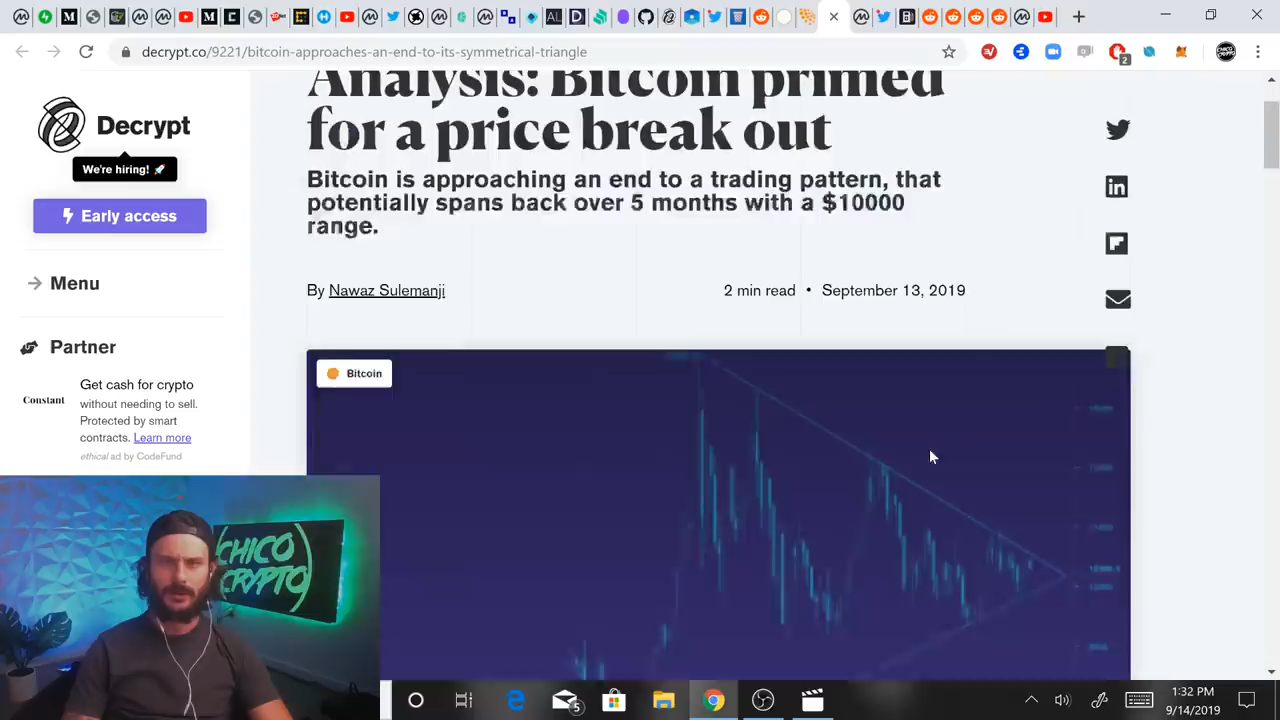 decrypt.co/9221/bitcoin-approaches-an-end-to-its-symmetrical-triangle
2
Decrypt
We're hiring! 🚀
Early access
Menu
Partner
Constant
Get cash for crypto
without needing to sell.
Protected by smart
contracts. Learn more
ethical ad by CodeFund
Analysis: Bitcoin primed
for a price break out
Bitcoin is approaching an end to a trading pattern, that
potentially spans back over 5 months with a $10000
range.
By Nawaz Sulemanji
2 min read • September 13, 2019
Bitcoin
(CHICO
CRYPTO)
5
1:32 PM
9/14/2019